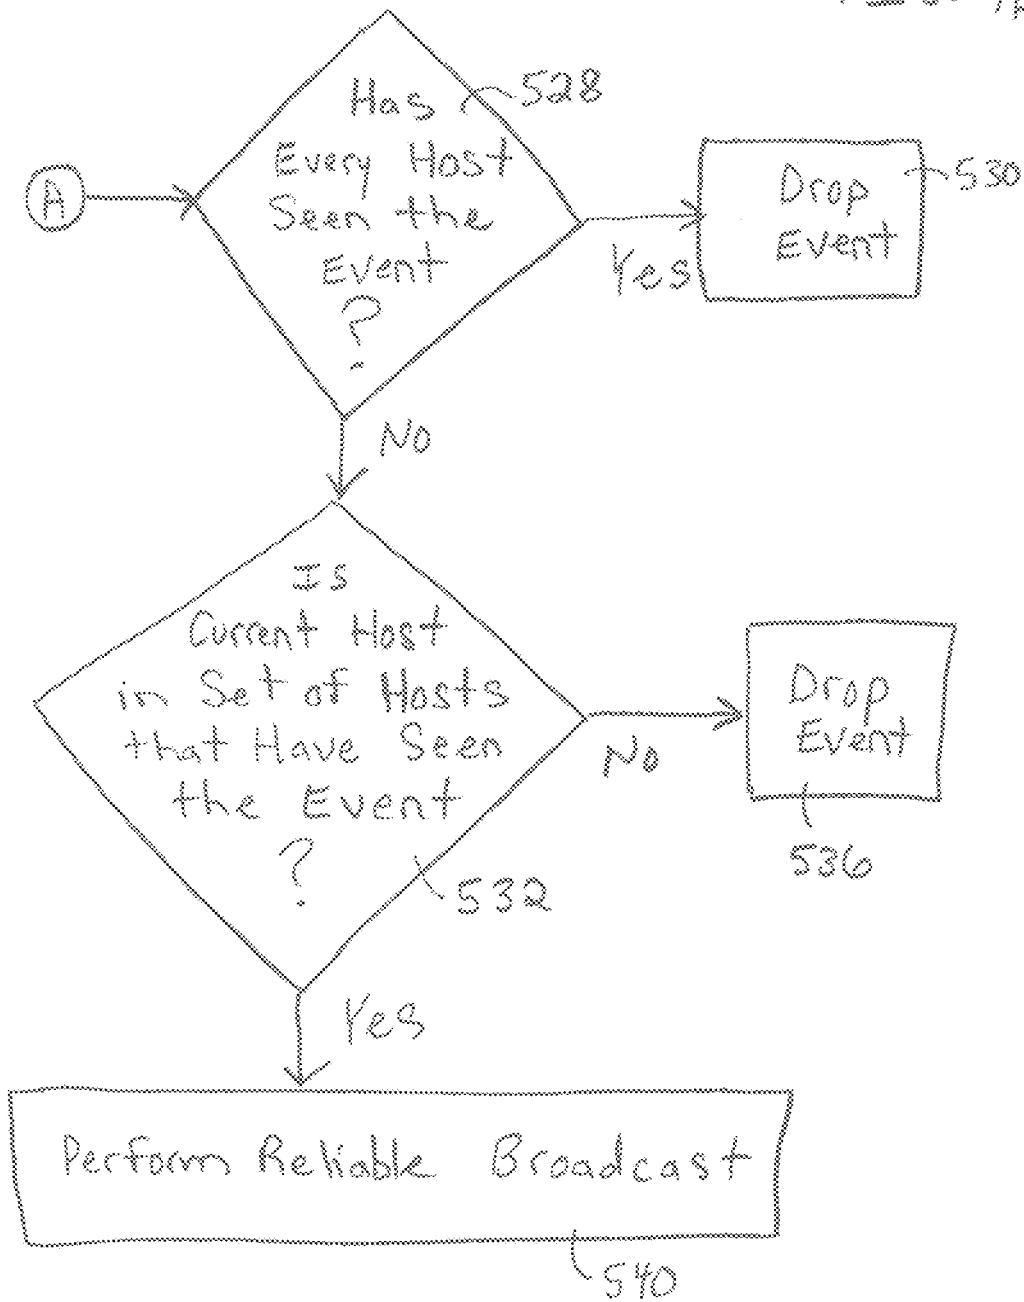 Has
528
Every Host
Seen the
Event
?
A
Yes
Drop
Event
530
No
Is
Current Host
in Set of Hosts
that Have Seen
the Event
?
532
No
Drop
Event
536
Yes
Perform Reliable Broadcast
540